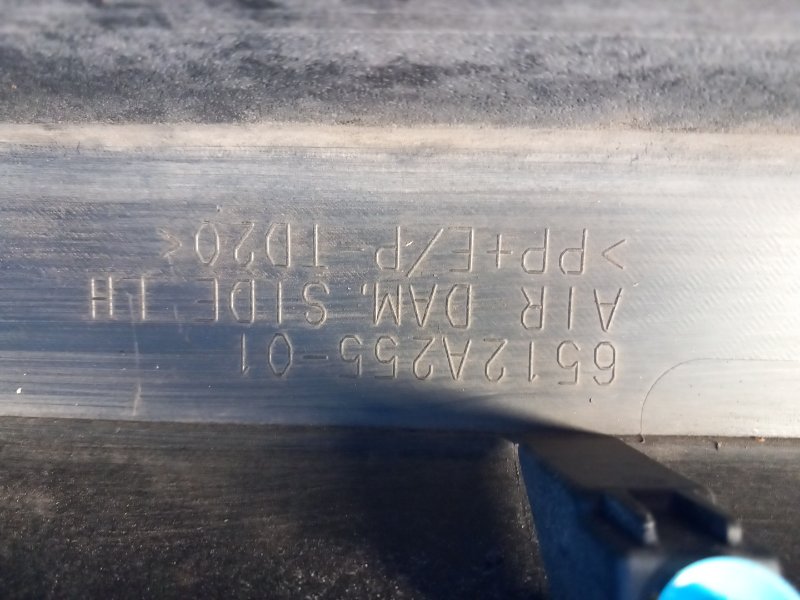 6512A255-01
AIR DAM, SIDE LH
>PP+E/P-TD20<